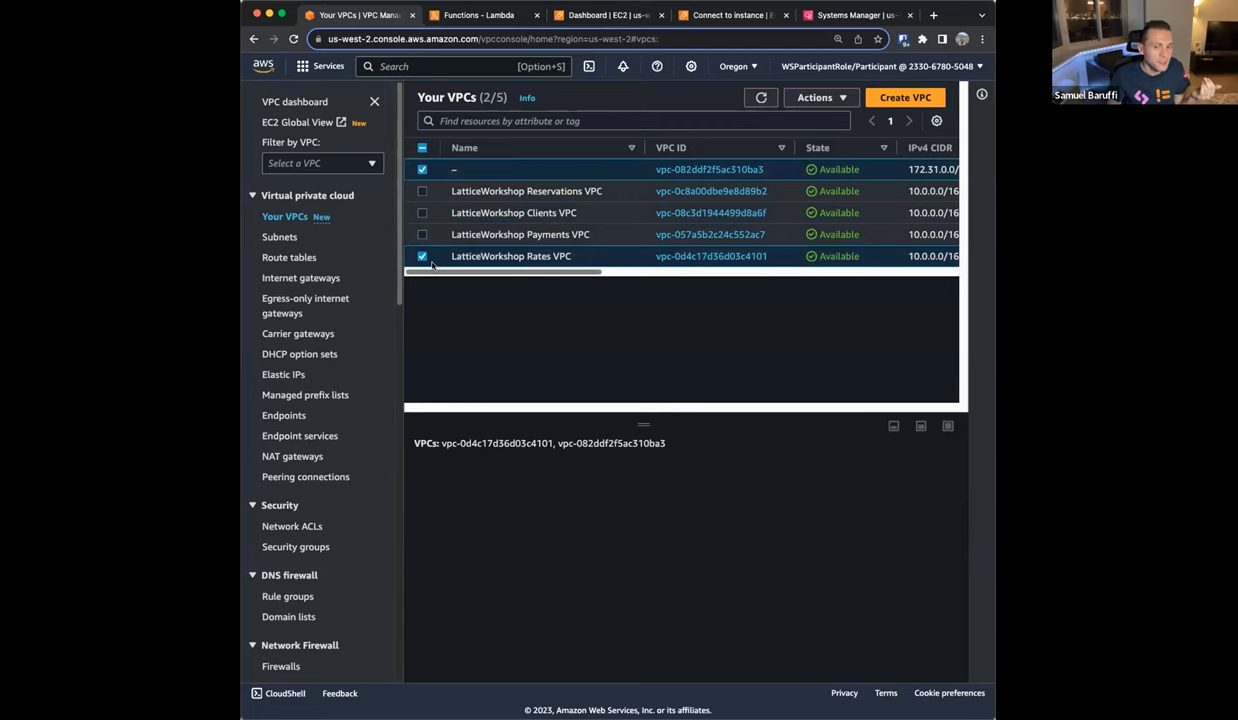 Your VPCs | VPC Mana
Functions - Lambda
Dashboard | EC2 | us-w
Connect to instance | E
Systems Manager | us-
us-west-2.console.aws.amazon.com/vpcconsole/home?region=us-west-2#vpcs:
aws
Services
Search
[Option+S]
Oregon
WSParticipantRole/Participant @ 2330-6780-5048
Samuel Baruffi
VPC dashboard
EC2 Global View
New
Filter by VPC:
Select a VPC
Virtual private cloud
Your VPCs New
Subnets
Route tables
Internet gateways
Egress-only internet
gateways
Carrier gateways
DHCP option sets
Elastic IPs
Managed prefix lists
Endpoints
Endpoint services
NAT gateways
Peering connections
Security
Network ACLs
Security groups
DNS firewall
Rule groups
Domain lists
Network Firewall
Firewalls
Your VPCs (2/5) Info
Actions
Create VPC
Find resources by attribute or tag
1
Name VPC ID State IPv4 CIDR
– vpc-082ddf2f5ac310ba3 Available 172.31.0.0/
LatticeWorkshop Reservations VPC vpc-0c8a00dbe9e8d89b2 Available 10.0.0.0/16
LatticeWorkshop Clients VPC vpc-08c3d1944499d8a6f Available 10.0.0.0/16
LatticeWorkshop Payments VPC vpc-057a5b2c24c552ac7 Available 10.0.0.0/16
LatticeWorkshop Rates VPC vpc-0d4c17d36d03c4101 Available 10.0.0.0/16
VPCs: vpc-0d4c17d36d03c4101, vpc-082ddf2f5ac310ba3
CloudShell
Feedback
Privacy
Terms
Cookie preferences
© 2023, Amazon Web Services, Inc. or its affiliates.